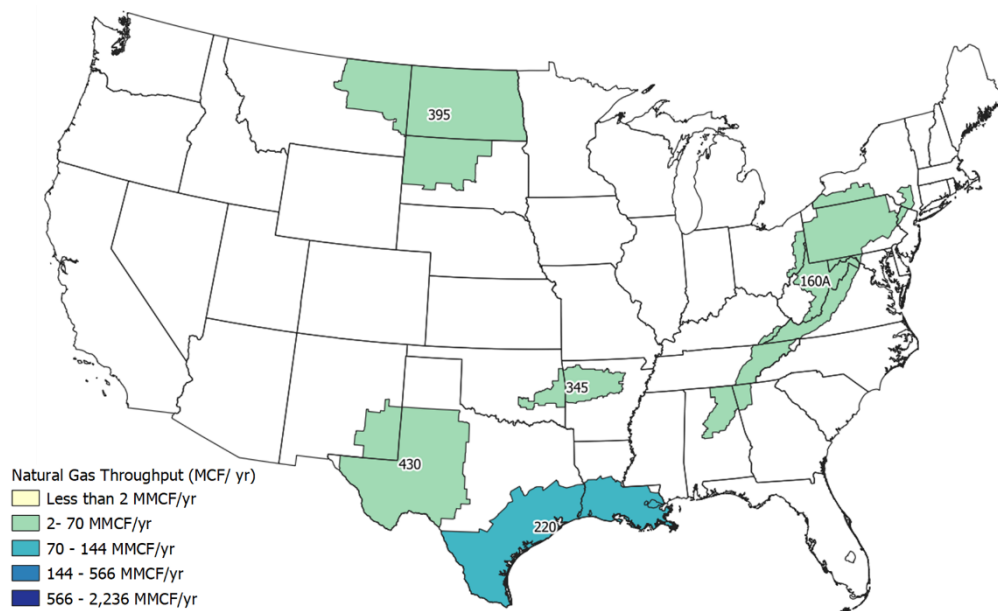 395
160A
345
430
220
Natural Gas Throughput (MCF/ yr)
Less than 2 MMCF/yr
2- 70 MMCF/yr
70 - 144 MMCF/yr
144 - 566 MMCF/yr
566 - 2,236 MMCF/yr